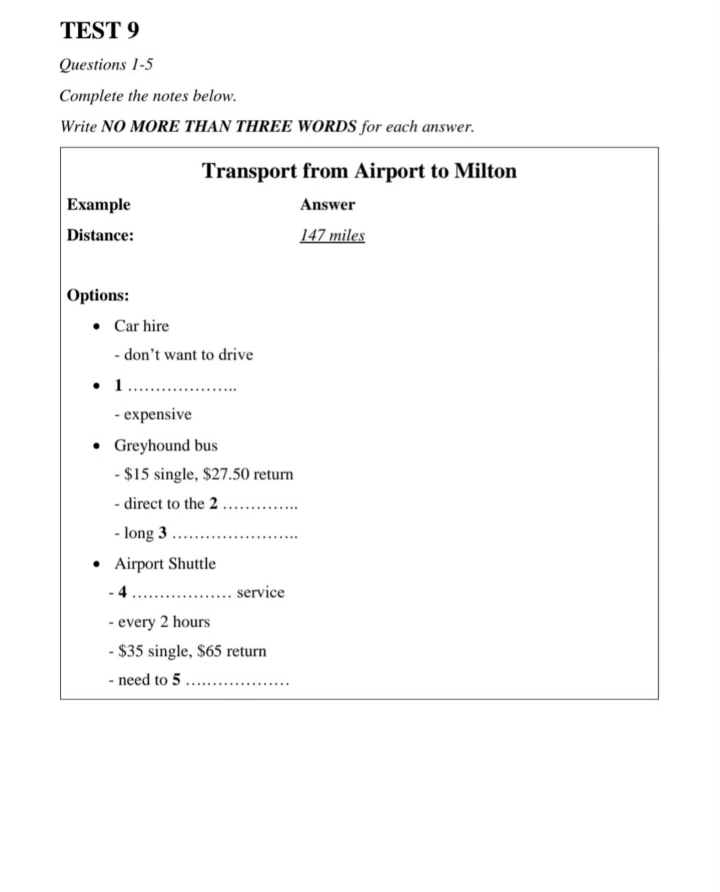 TEST 9
Questions 1-5
Complete the notes below.
Write NO MORE THAN THREE WORDS for each answer.
Transport from Airport to Milton
Example Answer
Distance: 147 miles
Options:
• Car hire
- don’t want to drive
• 1 ………………..
- expensive
• Greyhound bus
- $15 single, $27.50 return
- direct to the 2 …………..
- long 3 …………………..
• Airport Shuttle
- 4 ……………… service
- every 2 hours
- $35 single, $65 return
- need to 5 ………………